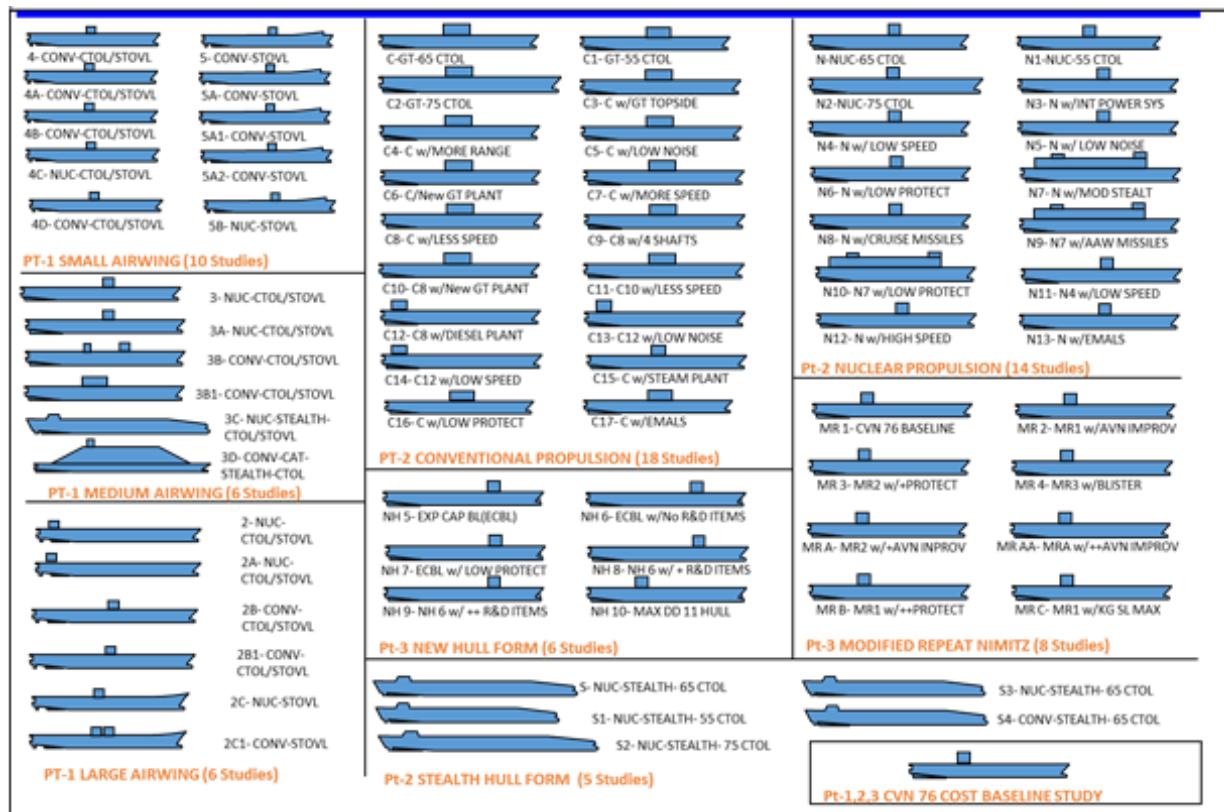 4- CONV-CTOL/STOVL
5- CONV-STOVL
4A- CONV-CTOL/STOVL
5A- CONV-STOVL
4B- CONV-CTOL/STOVL
5A1- CONV-STOVL
4C- NUC-CTOL/STOVL
5A2- CONV-STOVL
4D- CONV-CTOL/STOVL
5B- NUC-STOVL
PT-1 SMALL AIRWING (10 Studies)
3- NUC-CTOL/STOVL
3A- NUC-CTOL/STOVL
3B- CONV-CTOL/STOVL
3B1- CONV-CTOL/STOVL
3C- NUC-STEALTH-
CTOL/STOVL
3D- CONV-CAT-
STEALTH-CTOL
PT-1 MEDIUM AIRWING (6 Studies)
2- NUC-
CTOL/STOVL
2A- NUC-
CTOL/STOVL
2B- CONV-
CTOL/STOVL
2B1- CONV-
CTOL/STOVL
2C- NUC-STOVL
2C1- CONV-STOVL
PT-1 LARGE AIRWING (6 Studies)
C-GT-65 CTOL
C1- GT-55 CTOL
C2-GT-75 CTOL
C3- C w/GT TOPSIDE
C4- C w/MORE RANGE
C5- C w/LOW NOISE
C6- C/New GT PLANT
C7- C w/MORE SPEED
C8- C w/LESS SPEED
C9- C8 w/4 SHAFTS
C10- C8 w/New GT PLANT
C11- C10 w/LESS SPEED
C12- C8 w/DIESEL PLANT
C13- C12 w/LOW NOISE
C14- C12 w/LOW SPEED
C15- C w/STEAM PLANT
C16- C w/LOW PROTECT
C17- C w/EMALS
PT-2 CONVENTIONAL PROPULSION (18 Studies)
NH 5- EXP CAP BL(ECBL)
NH 6- ECBL w/No R&D ITEMS
NH 7- ECBL w/ LOW PROTECT
NH 8- NH 6 w/ + R&D ITEMS
NH 9- NH 6 w/ ++ R&D ITEMS
NH 10- MAX DD 11 HULL
Pt-3 NEW HULL FORM (6 Studies)
N-NUC-65 CTOL
N1-NUC-55 CTOL
N2-NUC-75 CTOL
N3- N w/INT POWER SYS
N4- N w/ LOW SPEED
N5- N w/ LOW NOISE
N6- N w/LOW PROTECT
N7- N w/MOD STEALT
N8- N w/CRUISE MISSILES
N9- N7 w/AAW MISSILES
N10- N7 w/LOW PROTECT
N11- N4 w/LOW SPEED
N12- N w/HIGH SPEED
N13- N w/EMALS
Pt-2 NUCLEAR PROPULSION (14 Studies)
MR 1- CVN 76 BASELINE
MR 2- MR1 w/AVN IMPROV
MR 3- MR2 w/+PROTECT
MR 4- MR3 w/BLISTER
MR A- MR2 w/+AVN INPROV
MR AA- MRA w/++AVN IMPROV
MR B- MR1 w/++PROTECT
MR C- MR1 w/KG SL MAX
Pt-3 MODIFIED REPEAT NIMITZ (8 Studies)
S- NUC-STEALTH- 65 CTOL
S1- NUC-STEALTH- 55 CTOL
S2- NUC-STEALTH- 75 CTOL
S3- NUC-STEALTH- 65 CTOL
S4- CONV-STEALTH- 65 CTOL
Pt-2 STEALTH HULL FORM (5 Studies)
Pt-1,2,3 CVN 76 COST BASELINE STUDY